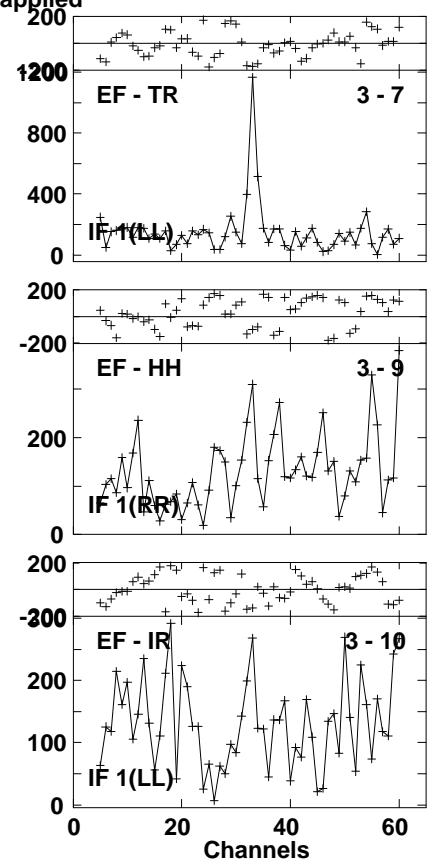 applied
200
-200
EF - TR 3 - 7
800
400
IF 1(LL)
0
200
-200
EF - HH 3 - 9
200
IF 1(RR)
0
200
-200
300
EF - IR 3 - 10
200
100
IF 1(LL)
0
0 20 40 60
Channels